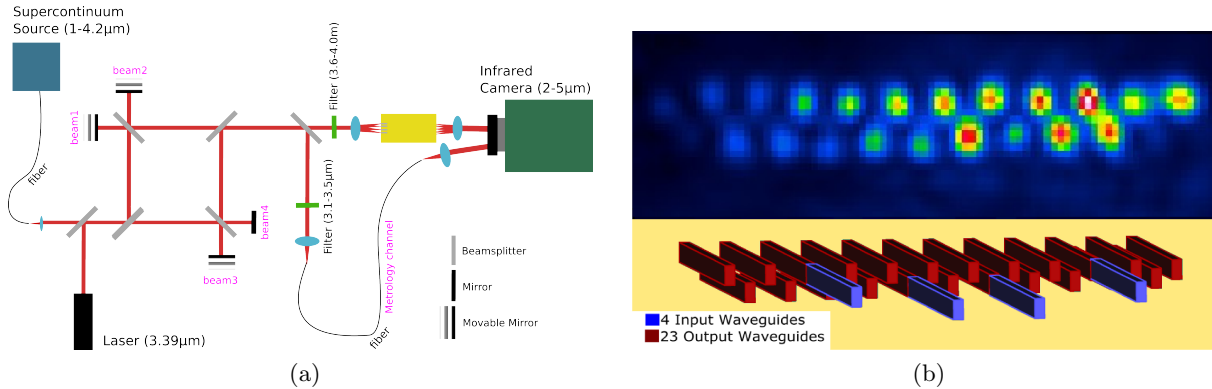 Supercontinuum
Source (1-4.2μm)
beam2
beam1
Filter (3.6-4.0m)
Infrared
Camera (2-5μm)
fiber
beam4
beam3
Filter (3.1-3.5μm)
Metrology channel
fiber
Laser (3.39μm)
Beamsplitter
Mirror
Movable Mirror
(a)
4 Input Waveguides
23 Output Waveguides
(b)